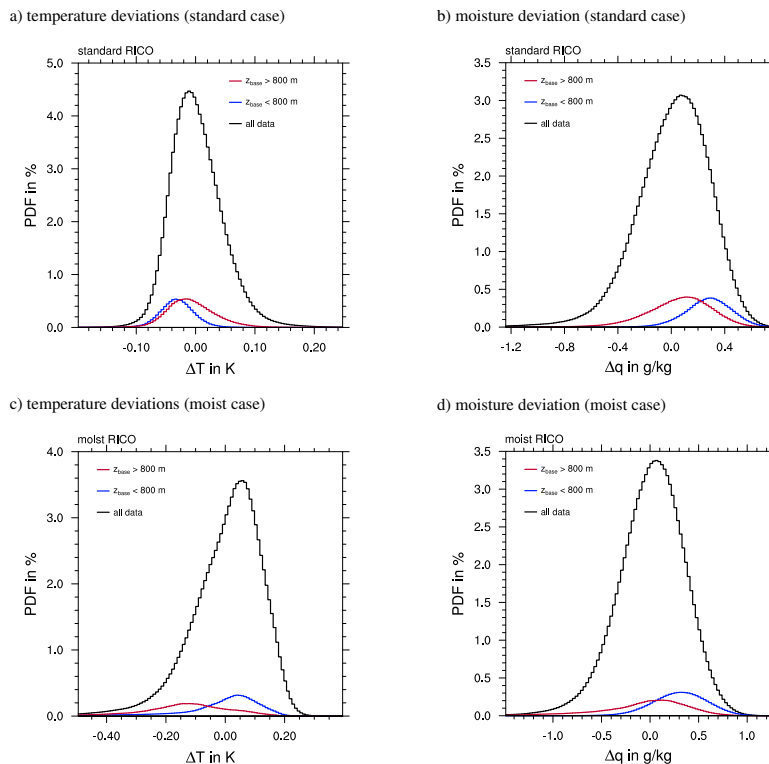 a) temperature deviations (standard case)
standard RICO
5.0
4.0
3.0
2.0
1.0
0.0
PDF in %
z_base > 800 m
z_base < 800 m
all data
-0.10
0.00
0.10
0.20
ΔT in K
b) moisture deviation (standard case)
standard RICO
3.5
3.0
2.5
2.0
1.5
1.0
0.5
0.0
PDF in %
z_base > 800 m
z_base < 800 m
all data
-1.2
-0.8
-0.4
0.0
0.4
Δq in g/kg
c) temperature deviations (moist case)
moist RICO
4.0
3.0
2.0
1.0
0.0
PDF in %
z_base > 800 m
z_base < 800 m
all data
-0.40
-0.20
0.00
0.20
ΔT in K
d) moisture deviation (moist case)
moist RICO
3.5
3.0
2.5
2.0
1.5
1.0
0.5
0.0
PDF in %
z_base > 800 m
z_base < 800 m
all data
-1.0
-0.5
0.0
0.5
1.0
Δq in g/kg